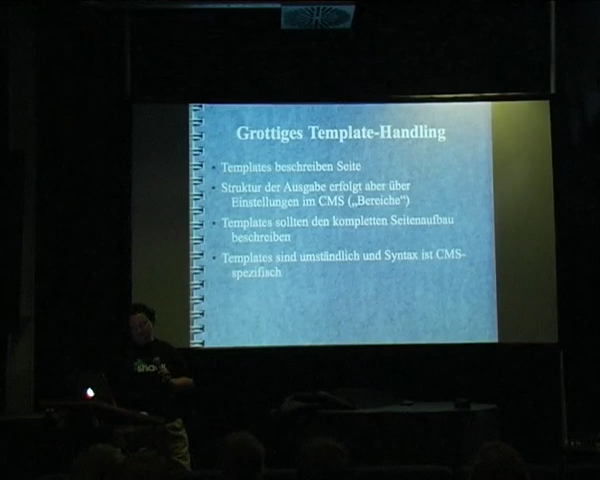 Grottiges Template-Handling
• Templates beschreiben Seite
• Struktur der Ausgabe erfolgt aber über
Einstellungen im CMS („Bereiche“)
• Templates sollten den kompletten Seitenaufbau
beschreiben
• Templates sind umständlich und Syntax ist CMS-
spezifisch